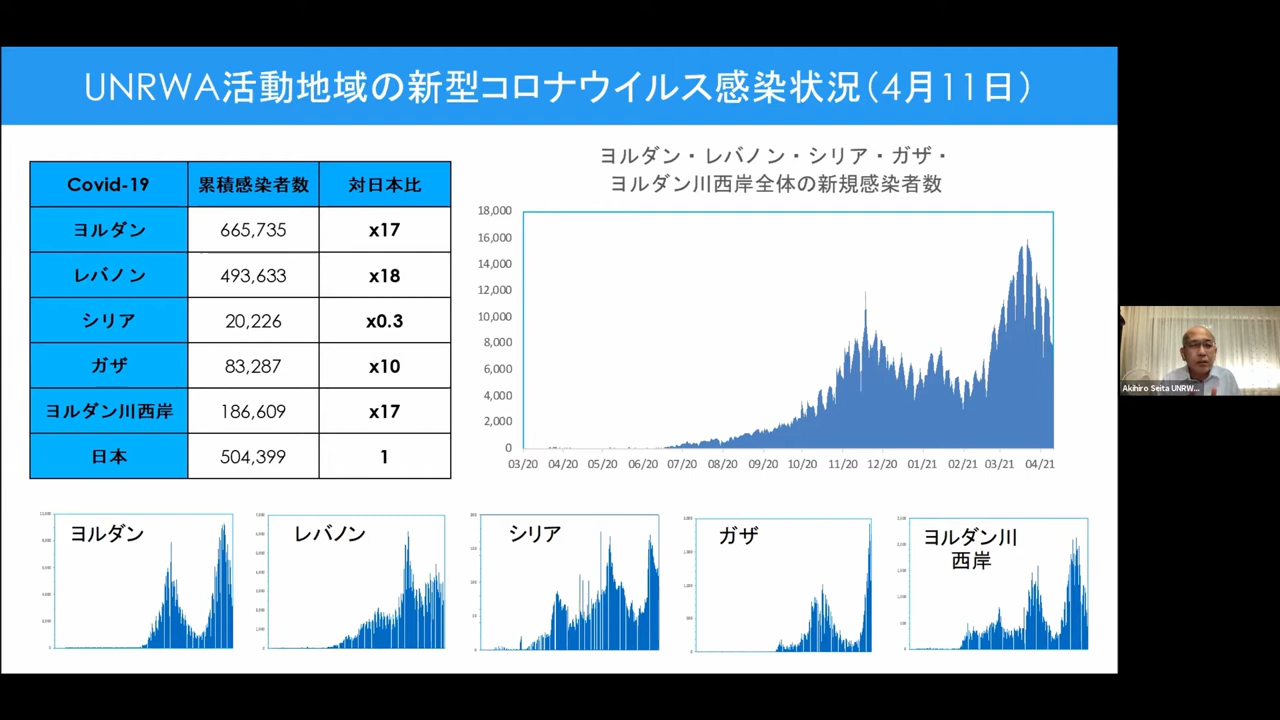 UNRWA活動地域の新型コロナウイルス感染状況(4月11日)
Covid-19 累積感染者数 対日本比
ヨルダン 665,735 x17
レバノン 493,633 x18
シリア 20,226 x0.3
ガザ 83,287 x10
ヨルダン川西岸 186,609 x17
日本 504,399 1
ヨルダン・レバノン・シリア・ガザ・
ヨルダン川西岸全体の新規感染者数
18,000
16,000
14,000
12,000
10,000
8,000
6,000
4,000
2,000
0
03/20 04/20 05/20 06/20 07/20 08/20 09/20 10/20 11/20 12/20 01/21 02/21 03/21 04/21
Akihiro Seita UNRW...
ヨルダン
レバノン
シリア
ガザ
ヨルダン川
西岸